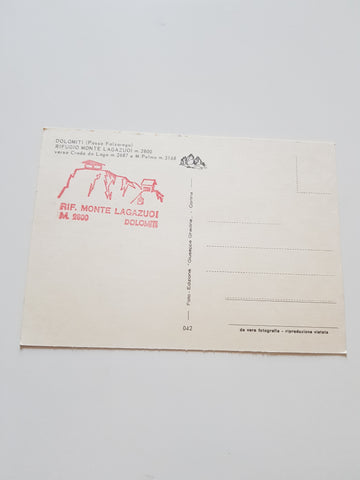 DOLOMITI (Passo Falzarego)
RIFUGIO MONTE LAGAZUOI m. 2800
verso Croda da Lago m. 2687 e M. Pelmo m. 3168
RIF. MONTE LAGAZUOI
M. 2800 DOLOMITI
Foto - Edizione "Giuseppe Ghedina" - Cortina
042
da vera fotografia - riproduzione vietata